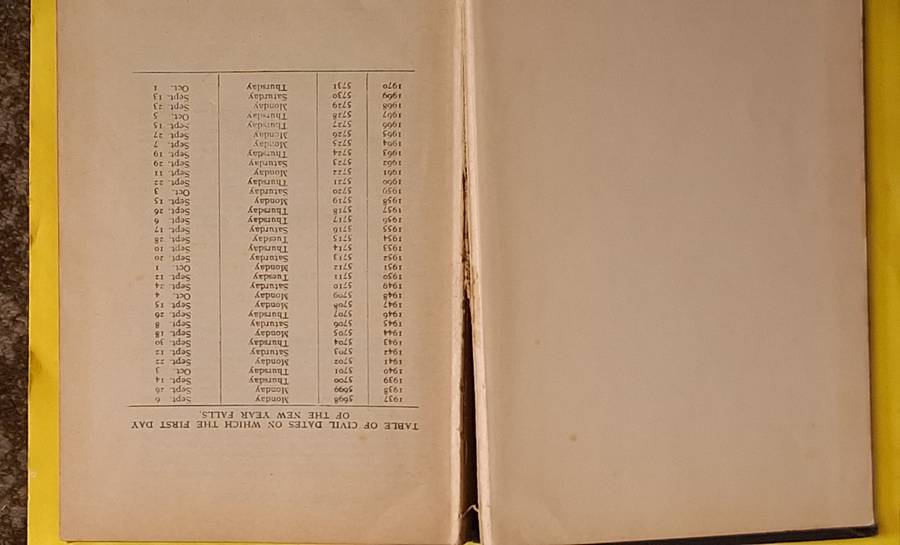 TABLE OF CIVIL DATES ON WHICH THE FIRST DAY
OF THE NEW YEAR FALLS.
1937 5698 Monday Sept. 6
1938 5699 Monday Sept. 26
1939 5700 Thursday Sept. 14
1940 5701 Thursday Oct. 3
1941 5702 Monday Sept. 22
1942 5703 Saturday Sept. 12
1943 5704 Thursday Sept. 30
1944 5705 Monday Sept. 18
1945 5706 Saturday Sept. 8
1946 5707 Thursday Sept. 26
1947 5708 Monday Sept. 15
1948 5709 Monday Oct. 4
1949 5710 Saturday Sept. 24
1950 5711 Tuesday Sept. 12
1951 5712 Monday Oct. 1
1952 5713 Saturday Sept. 20
1953 5714 Thursday Sept. 10
1954 5715 Tuesday Sept. 28
1955 5716 Saturday Sept. 17
1956 5717 Thursday Sept. 6
1957 5718 Thursday Sept. 26
1958 5719 Monday Sept. 15
1959 5720 Saturday Oct. 3
1960 5721 Thursday Sept. 22
1961 5722 Monday Sept. 11
1962 5723 Saturday Sept. 29
1963 5724 Thursday Sept. 19
1964 5725 Monday Sept. 7
1965 5726 Monday Sept. 27
1966 5727 Thursday Sept. 15
1967 5728 Thursday Oct. 5
1968 5729 Monday Sept. 23
1969 5730 Saturday Sept. 13
1970 5731 Thursday Oct. 1